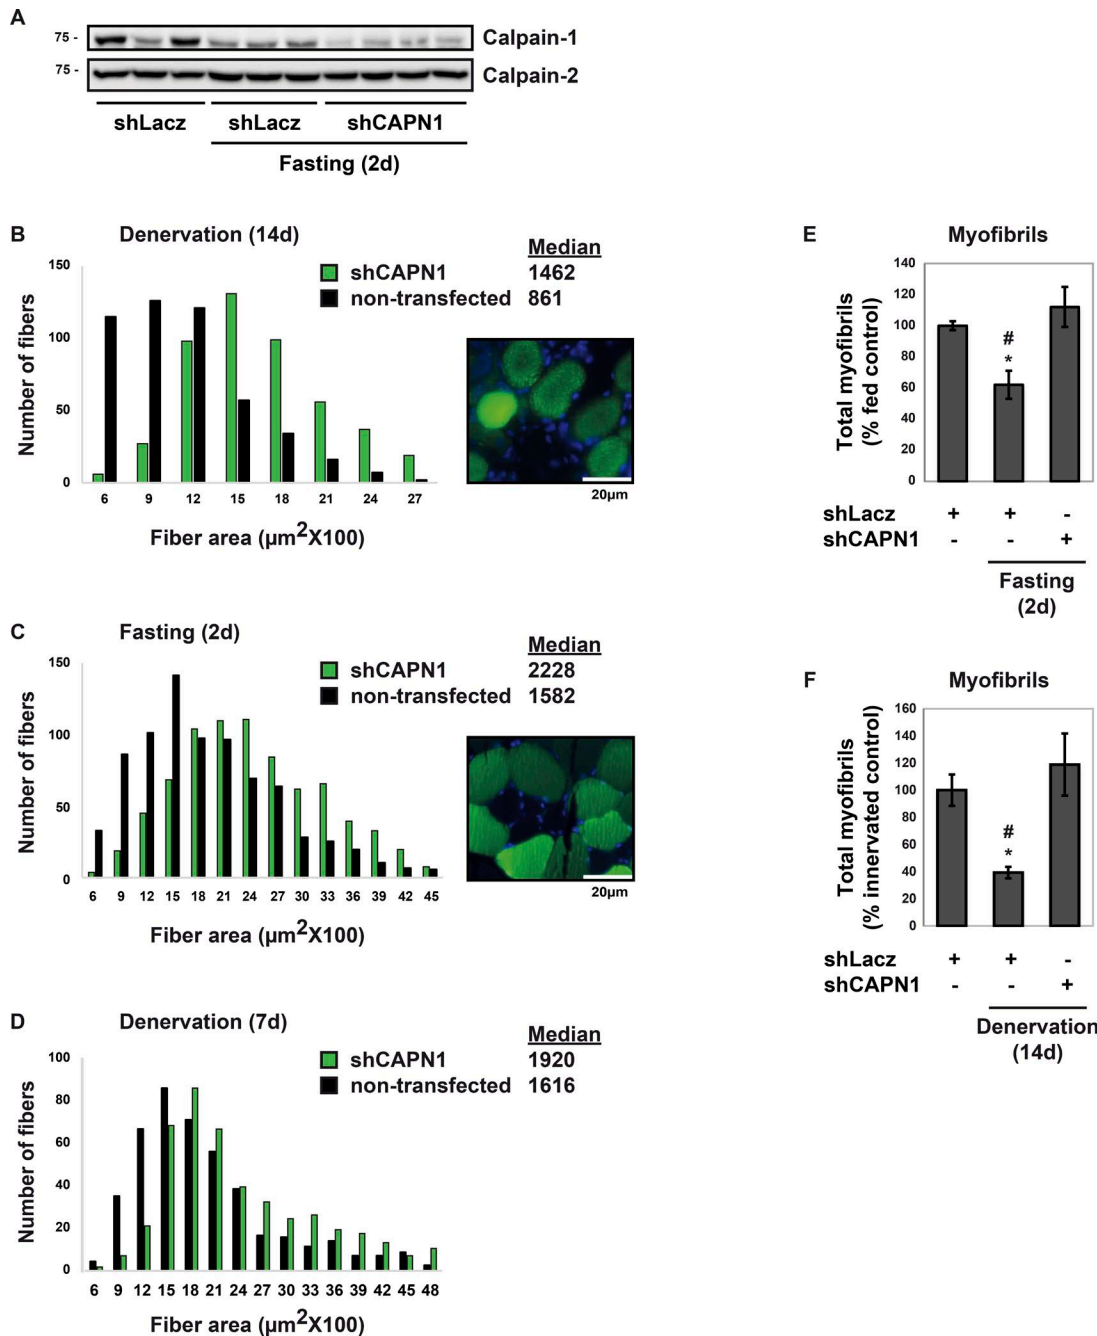 A
75 -
Calpain-1
75 -
Calpain-2
shLacz shLacz shCAPN1
Fasting (2d)
B
Denervation (14d)
Median
shCAPN1 1462
non-transfected 861
Number of fibers
150
100
50
0
6 9 12 15 18 21 24 27
Fiber area (µm2X100)
20µm
C
Fasting (2d)
Median
shCAPN1 2228
non-transfected 1582
Number of fibers
150
100
50
0
6 9 12 15 18 21 24 27 30 33 36 39 42 45
Fiber area (µm2X100)
20µm
D
Denervation (7d)
Median
shCAPN1 1920
non-transfected 1616
Number of fibers
100
80
60
40
20
0
6 9 12 15 18 21 24 27 30 33 36 39 42 45 48
Fiber area (µm2X100)
E
Myofibrils
Total myofibrils
(% fed control)
140
120
100
80
60
40
20
0
#
*
shLacz + + -
shCAPN1 - - +
Fasting
(2d)
F
Myofibrils
Total myofibrils
(% innervated control)
160
140
120
100
80
60
40
20
0
#
*
shLacz + + -
shCAPN1 - - +
Denervation
(14d)